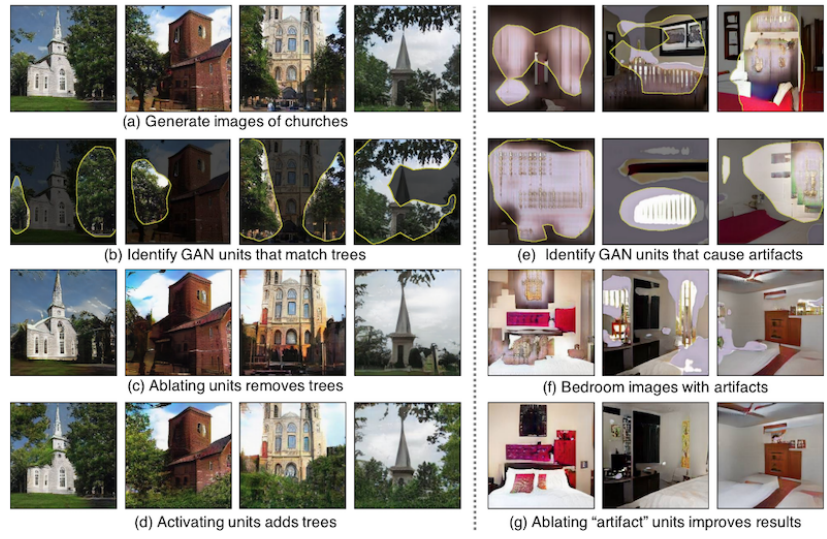 (a) Generate images of churches
(b) Identify GAN units that match trees
(c) Ablating units removes trees
(d) Activating units adds trees
(e) Identify GAN units that cause artifacts
(f) Bedroom images with artifacts
(g) Ablating “artifact” units improves results